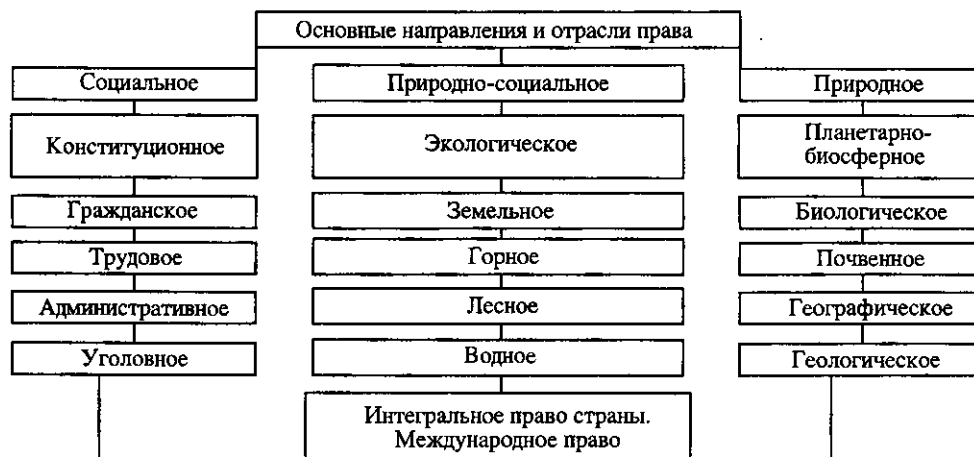 Основные направления и отрасли права
Социальное
Природно-социальное
Природное
Конституционное
Экологическое
Планетарно-
биосферное
Гражданское
Земельное
Биологическое
Трудовое
Горное
Почвенное
Административное
Лесное
Географическое
Уголовное
Водное
Геологическое
Интегральное право страны.
Международное право